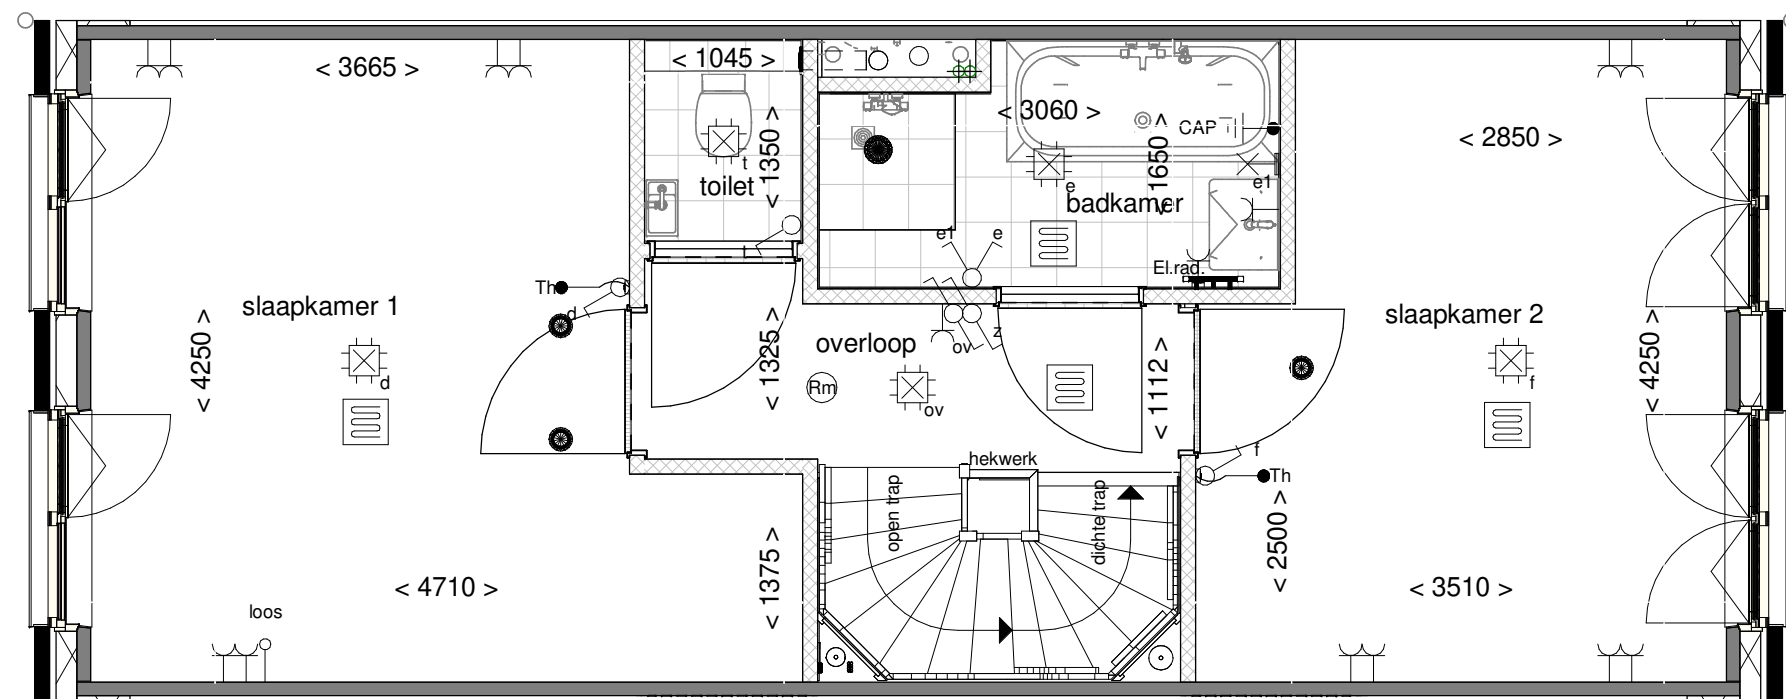 < 3665 >
< 1045 >
< 3060 >
< 2850 >
CAP
< 1350 >
< 1650 >
t
toilet
e
e1
badkamer
t
e1
e
El.rad.
Th
d
slaapkamer 1
slaapkamer 2
< 4250 >
< 1325 >
overloop
ov
z
< 1112 >
< 4250 >
d
Rm
ov
f
hekwerk
f
Th
open trap
dichte trap
< 2500 >
< 1375 >
< 4710 >
< 3510 >
loos